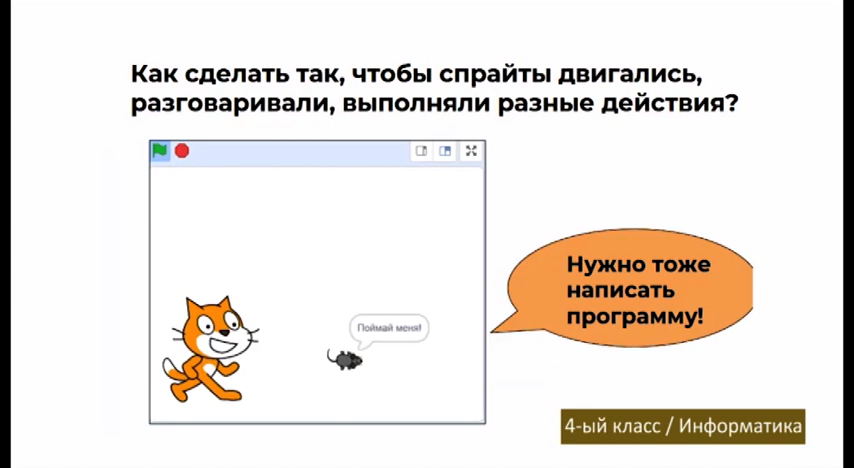 Как сделать так, чтобы спрайты двигались,
разговаривали, выполняли разные действия?
Поймай меня!
Нужно тоже
написать
программу!
4-ый класс / Информатика